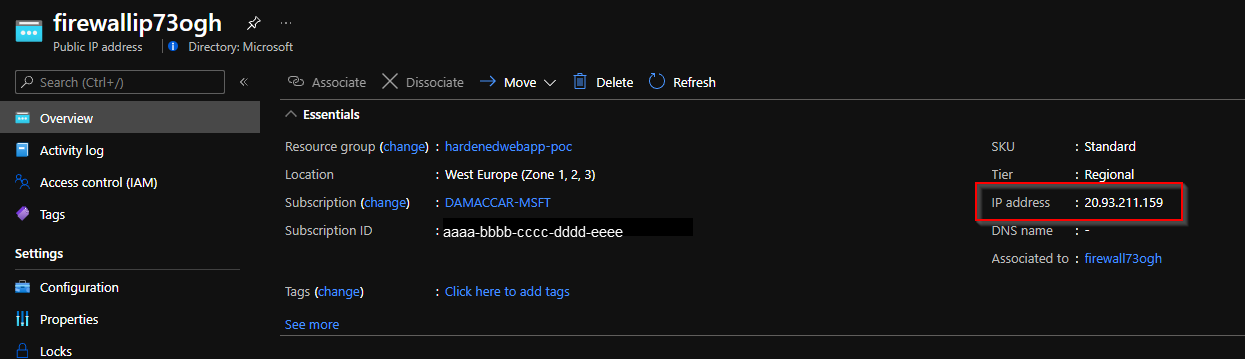 firewallip73ogh
Public IP address
Directory: Microsoft
Search (Ctrl+/)
Overview
Activity log
Access control (IAM)
Tags
Settings
Configuration
Properties
Locks
Associate Dissociate Move Delete Refresh
Essentials
Resource group (change) : hardenedwebapp-poc
Location : West Europe (Zone 1, 2, 3)
Subscription (change) : DAMACCAR-MSFT
Subscription ID : aaaa-bbbb-cccc-dddd-eeee
SKU : Standard
Tier : Regional
IP address : 20.93.211.159
DNS name : -
Associated to : firewall73ogh
Tags (change) : Click here to add tags
See more